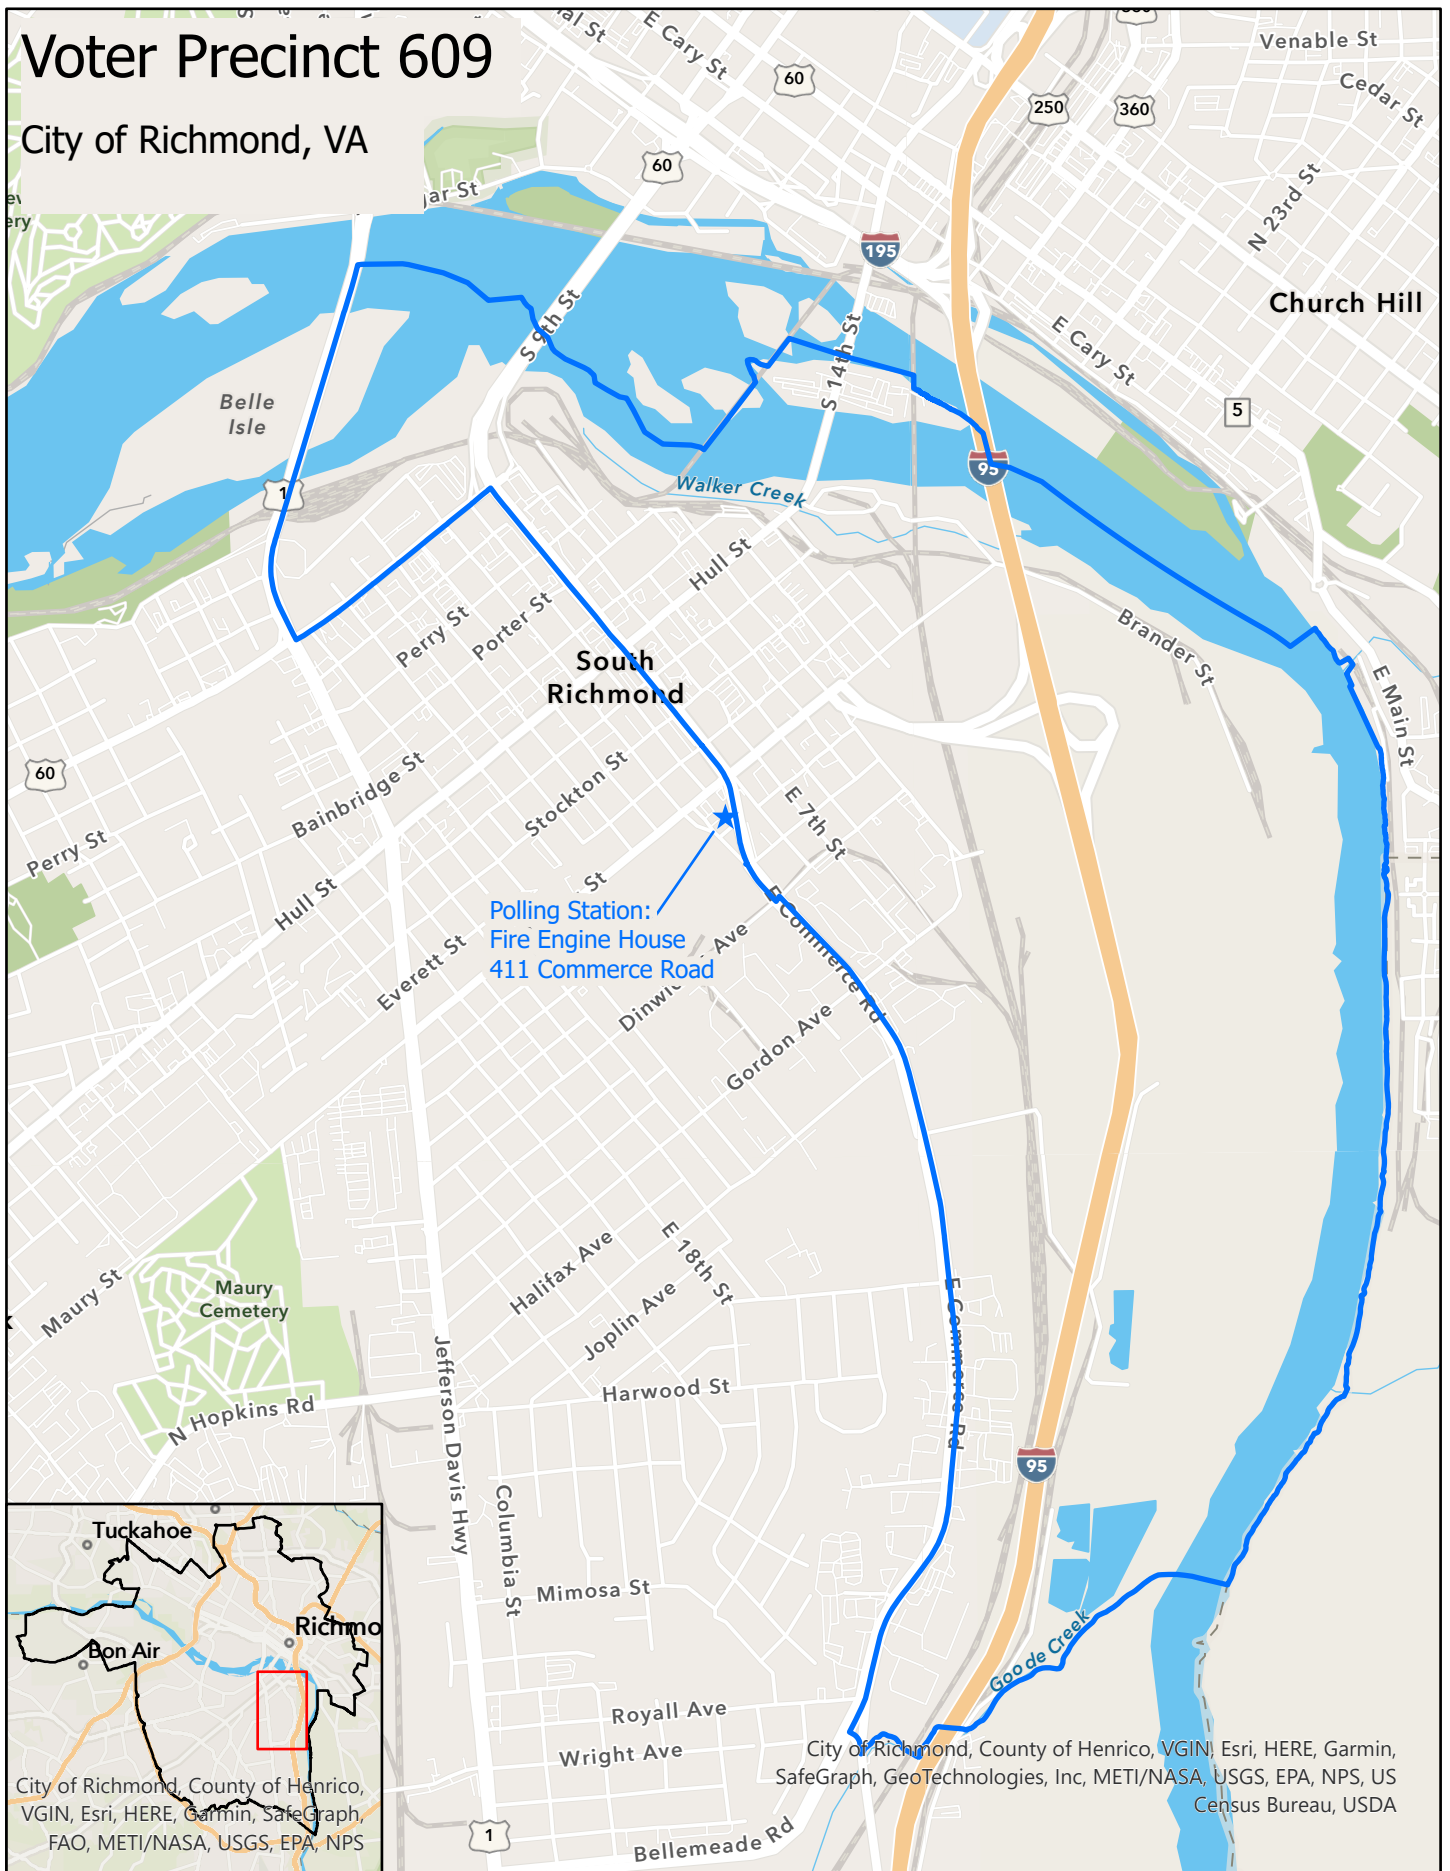 Voter Precinct 609
City of Richmond, VA
E Cary St
60
Venable St
Cedar St
250
360
60
N 23rd St
195
Church Hill
S 9th St
S 14th St
E Cary St
Belle
Isle
5
1
95
Walker Creek
Hull St
Perry St
Porter St
Brander St
South
Richmond
E Main St
60
Bainbridge St
Stockton St
E 7th St
Perry St
Hull St
Polling Station:
Fire Engine House
411 Commerce Road
E Commerce Rd
Everett St
Ave
Gordon Ave
E 18th St
Halifax Ave
Maury St
Maury
Cemetery
Joplin Ave
E Commerce Rd
Jefferson Davis Hwy
Harwood St
N Hopkins Rd
95
Columbia St
Mimosa St
Goode Creek
Tuckahoe
Richmo
Bon Air
Royall Ave
Wright Ave
1
Bellemeade Rd
City of Richmond, County of Henrico,
VGIN, Esri, HERE, Garmin, SafeGraph,
FAO, METI/NASA, USGS, EPA, NPS
City of Richmond, County of Henrico, VGIN, Esri, HERE, Garmin,
SafeGraph, GeoTechnologies, Inc, METI/NASA, USGS, EPA, NPS, US
Census Bureau, USDA